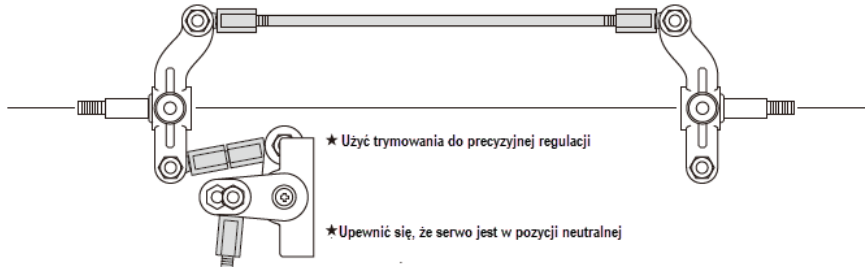 ★ Użyć trymowania do precyzyjnej regulacji
★Upewnić się, że serwo jest w pozycji neutralnej